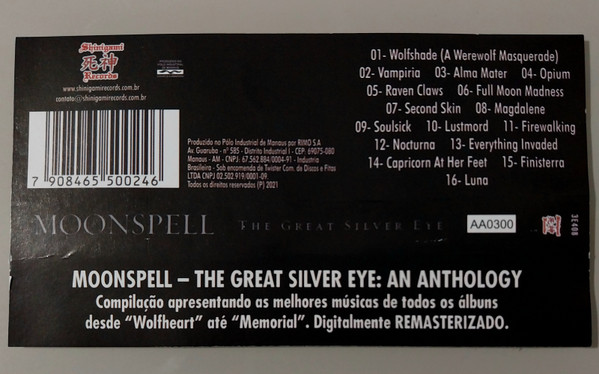 Shinigami
死神
Records
www.shinigamirecords.com.br
contato@shinigamirecords.com.br
7 908465 500246
Produzido no Pólo Industrial de Manaus por RIMO S.A
Av. Guaruba - nº 585 - Distrito Industrial I - CEP: 69075-080
Manaus - AM - CNPJ: 67.562.884/0004-91 - Industria
Brasileira - Sob encomenda de Twister Com. de Discos e Fitas
LTDA CNPJ 02.502.919/0001-09.
Todos os direitos reservados (P) 2021
01- Wolfshade (A Werewolf Masquerade)
02- Vampiria 03- Alma Mater 04- Opium
05- Raven Claws 06- Full Moon Madness
07- Second Skin 08- Magdalene
09- Soulsick 10- Lustmord 11- Firewalking
12- Nocturna 13- Everything Invaded
14- Capricorn At Her Feet 15- Finisterra
16- Luna
MOONSPELL THE GREAT SILVER EYE AA0300
3E408
MOONSPELL – THE GREAT SILVER EYE: AN ANTHOLOGY
Compilação apresentando as melhores músicas de todos os álbuns
desde “Wolfheart” até “Memorial”. Digitalmente REMASTERIZADO.